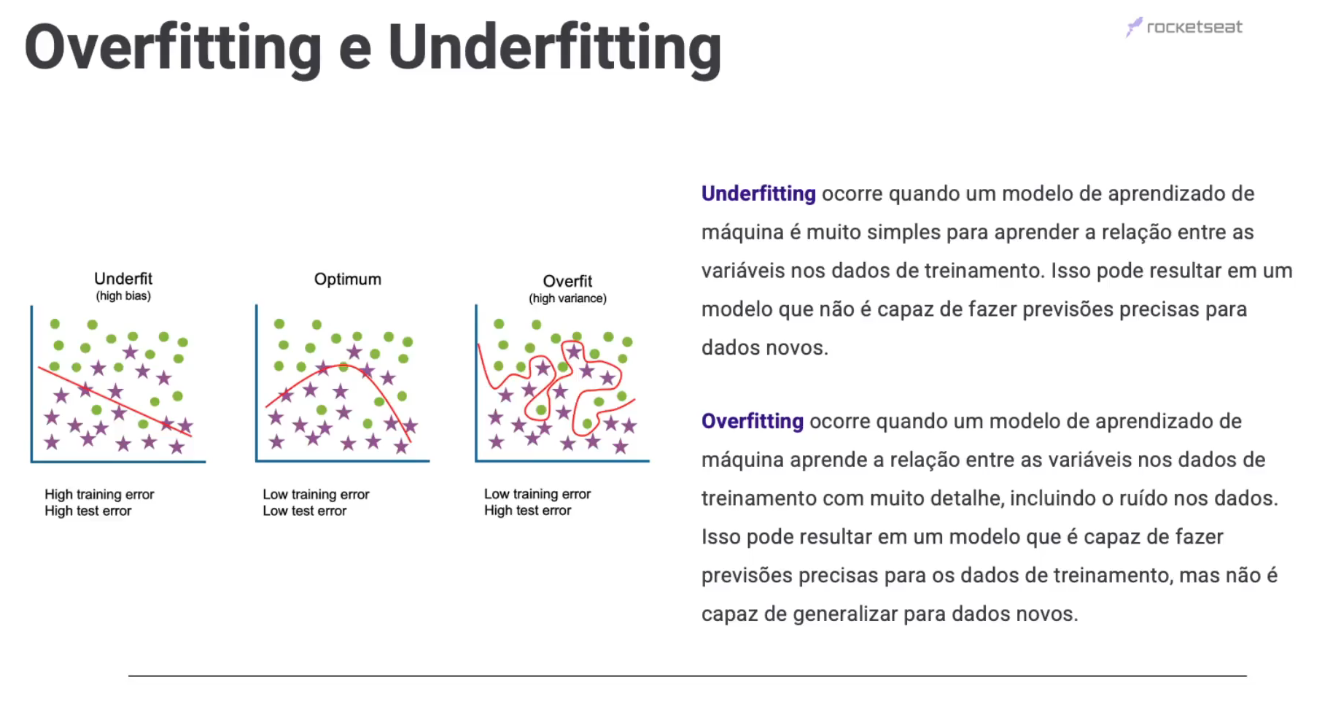 Overfitting e Underfitting
rocketseat
Underfit
(high bias)
High training error
High test error
Optimum
Low training error
Low test error
Overfit
(high variance)
Low training error
High test error
Underfitting ocorre quando um modelo de aprendizado de
máquina é muito simples para aprender a relação entre as
variáveis nos dados de treinamento. Isso pode resultar em um
modelo que não é capaz de fazer previsões precisas para
dados novos.
Overfitting ocorre quando um modelo de aprendizado de
máquina aprende a relação entre as variáveis nos dados de
treinamento com muito detalhe, incluindo o ruído nos dados.
Isso pode resultar em um modelo que é capaz de fazer
previsões precisas para os dados de treinamento, mas não é
capaz de generalizar para dados novos.